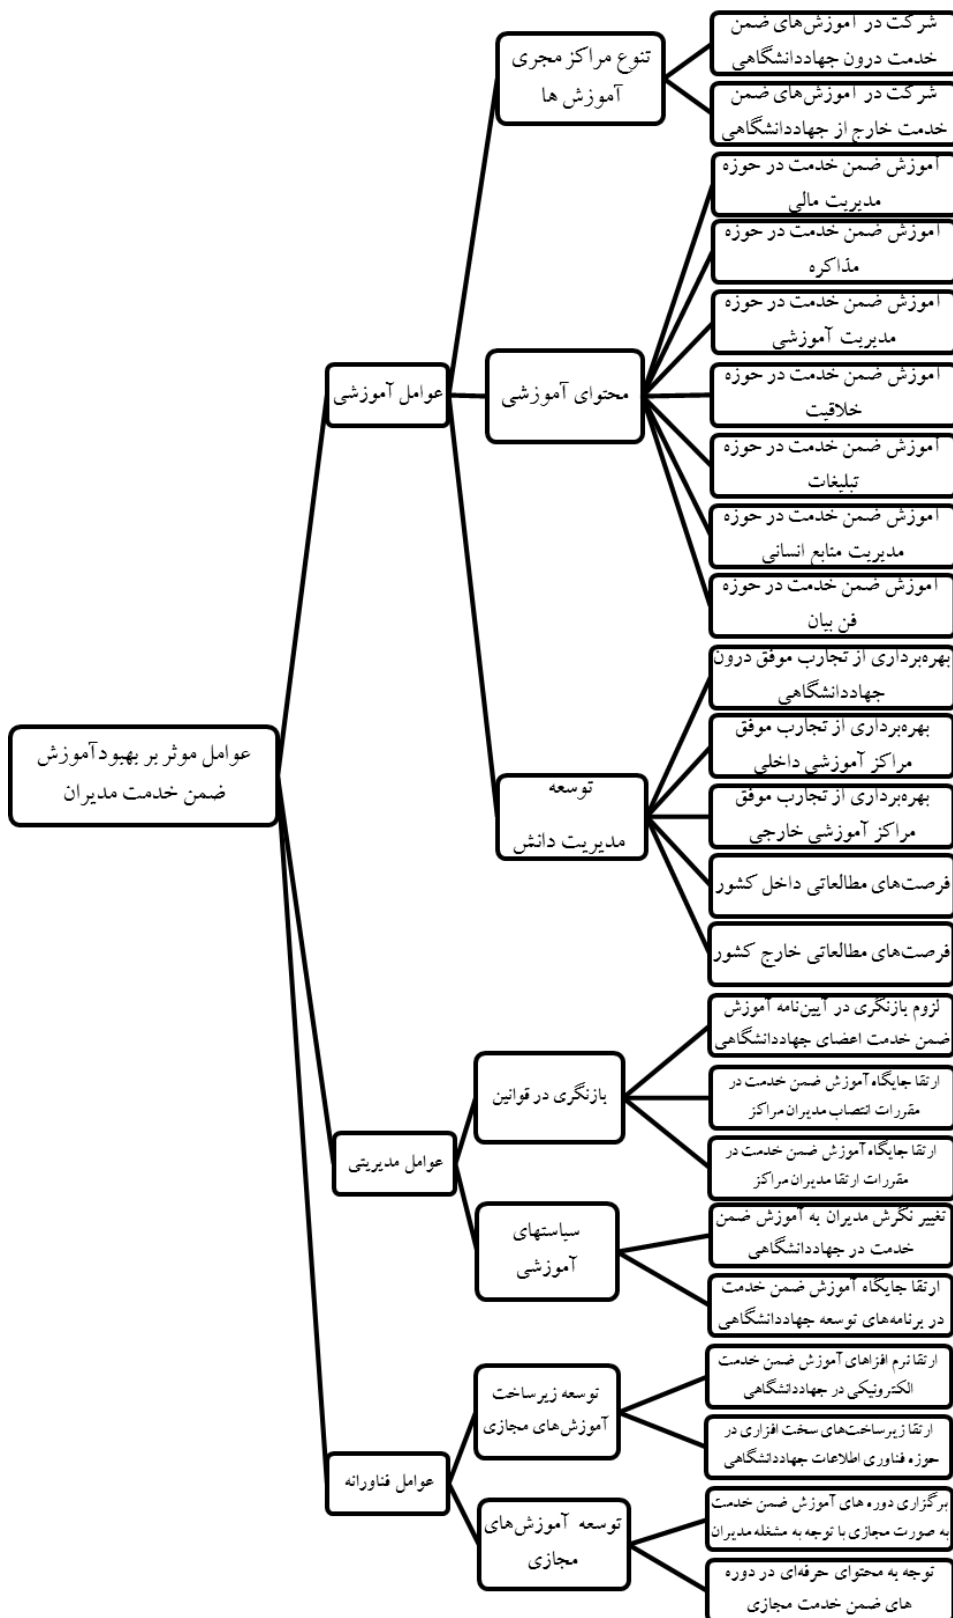 عوامل موثر بر بهبودآموزش
ضمن خدمت مدیران
عوامل آموزشی
تنوع مراکز مجری
آموزش ها
شرکت در آموزش‌های ضمن
خدمت درون جهاددانشگاهی
شرکت در آموزش‌های ضمن
خدمت خارج از جهاددانشگاهی
محتوای آموزشی
آموزش ضمن خدمت در حوزه
مدیریت مالی
آموزش ضمن خدمت در حوزه
مذاکره
آموزش ضمن خدمت در حوزه
مدیریت آموزشی
آموزش ضمن خدمت در حوزه
خلاقیت
آموزش ضمن خدمت در حوزه
تبلیغات
آموزش ضمن خدمت در حوزه
مدیریت منابع انسانی
آموزش ضمن خدمت در حوزه
فن بیان
توسعه
مدیریت دانش
بهره‌برداری از تجارب موفق درون
جهاددانشگاهی
بهره‌برداری از تجارب موفق
مراکز آموزشی داخلی
بهره‌برداری از تجارب موفق
مراکز آموزشی خارجی
فرصت‌های مطالعاتی داخل کشور
فرصت‌های مطالعاتی خارج کشور
عوامل مدیریتی
بازنگری در قوانین
لزوم بازنگری در آیین‌نامه آموزش
ضمن خدمت اعضای جهاددانشگاهی
ارتقا جایگاه آموزش ضمن خدمت در
مقررات انتصاب مدیران مراکز
ارتقا جایگاه آموزش ضمن خدمت در
مقررات ارتقا مدیران مراکز
سیاستهای
آموزشی
تغییر نگرش مدیران به آموزش ضمن
خدمت در جهاددانشگاهی
ارتقا جایگاه آموزش ضمن خدمت
در برنامه‌های توسعه جهاددانشگاهی
عوامل فناورانه
توسعه زیرساخت
آموزش‌های مجازی
ارتقا نرم افزاهای آموزش ضمن خدمت
الکترونیکی در جهاددانشگاهی
ارتقا زیرساخت‌های سخت افزاری در
حوزه فناوری اطلاعات جهاددانشگاهی
توسعه آموزش‌های
مجازی
برگزاری دوره های آموزش ضمن خدمت
به صورت مجازی با توجه به مشغله مدیران
توجه به محتوای حرفه‌ای در دوره
های ضمن خدمت مجازی